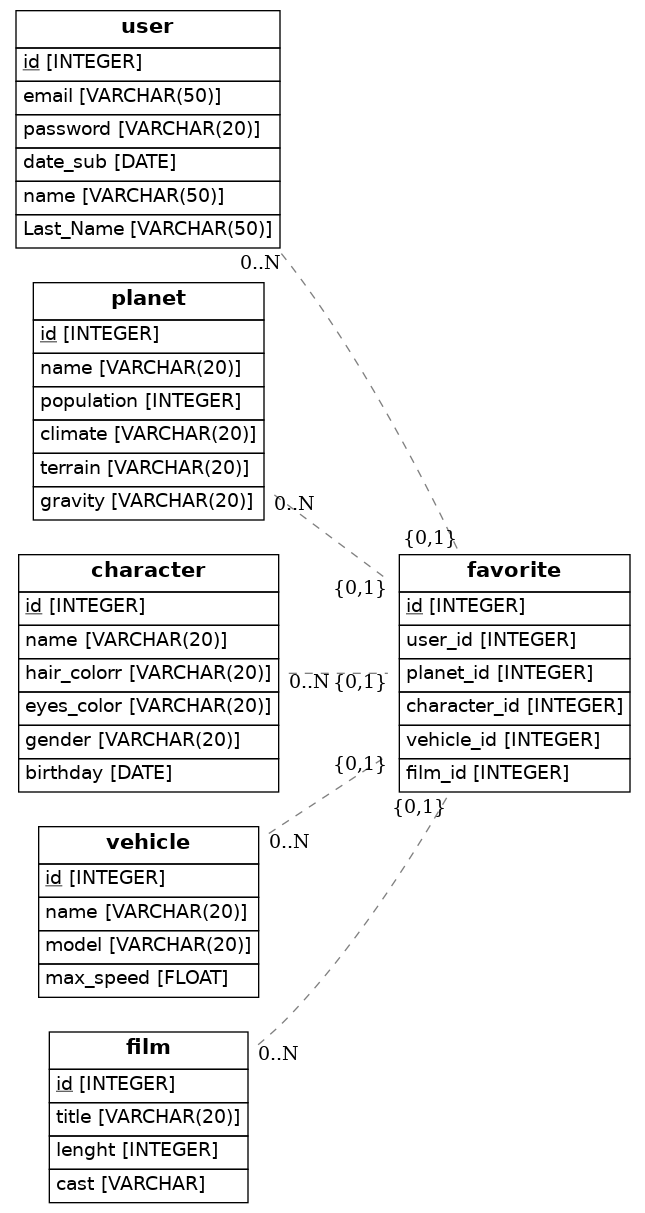 user
id [INTEGER]
email [VARCHAR(50)]
password [VARCHAR(20)]
date_sub [DATE]
name [VARCHAR(50)]
Last_Name [VARCHAR(50)]
0..N
planet
id [INTEGER]
name [VARCHAR(20)]
population [INTEGER]
climate [VARCHAR(20)]
terrain [VARCHAR(20)]
gravity [VARCHAR(20)]
0..N
{0,1}
{0,1}
character
id [INTEGER]
name [VARCHAR(20)]
hair_colorr [VARCHAR(20)]
eyes_color [VARCHAR(20)]
gender [VARCHAR(20)]
birthday [DATE]
0..N {0,1}
favorite
id [INTEGER]
user_id [INTEGER]
planet_id [INTEGER]
character_id [INTEGER]
vehicle_id [INTEGER]
film_id [INTEGER]
{0,1}
{0,1}
vehicle
id [INTEGER]
name [VARCHAR(20)]
model [VARCHAR(20)]
max_speed [FLOAT]
0..N
film
id [INTEGER]
title [VARCHAR(20)]
lenght [INTEGER]
cast [VARCHAR]
0..N